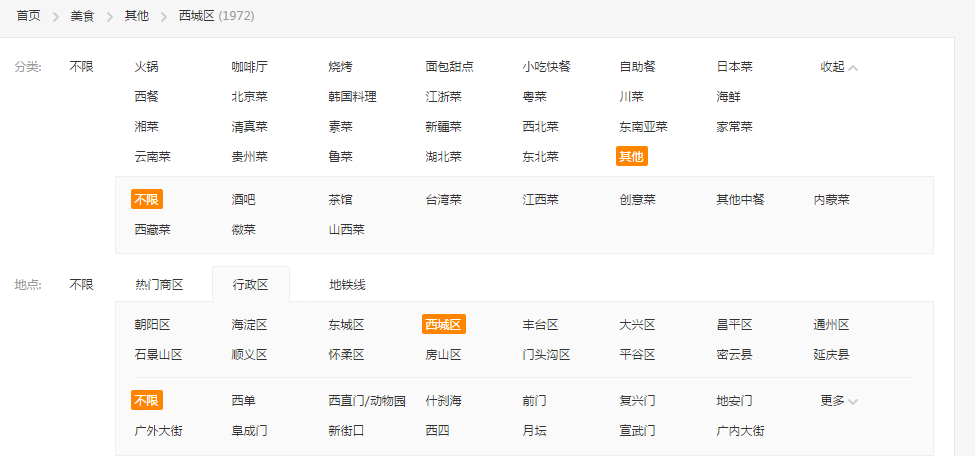 首页 美食 其他 西城区 (1972)
分类: 不限 火锅 咖啡厅 烧烤 面包甜点 小吃快餐 自助餐 日本菜 收起
西餐 北京菜 韩国料理 江浙菜 粤菜 川菜 海鲜
湘菜 清真菜 素菜 新疆菜 西北菜 东南亚菜 家常菜
云南菜 贵州菜 鲁菜 湖北菜 东北菜 其他
不限 酒吧 茶馆 台湾菜 江西菜 创意菜 其他中餐 内蒙菜
西藏菜 徽菜 山西菜
地点: 不限 热门商区 行政区 地铁线
朝阳区 海淀区 东城区 西城区 丰台区 大兴区 昌平区 通州区
石景山区 顺义区 怀柔区 房山区 门头沟区 平谷区 密云县 延庆县
不限 西单 西直门/动物园 什刹海 前门 复兴门 地安门 更多
广外大街 阜成门 新街口 西四 月坛 宣武门 广内大街